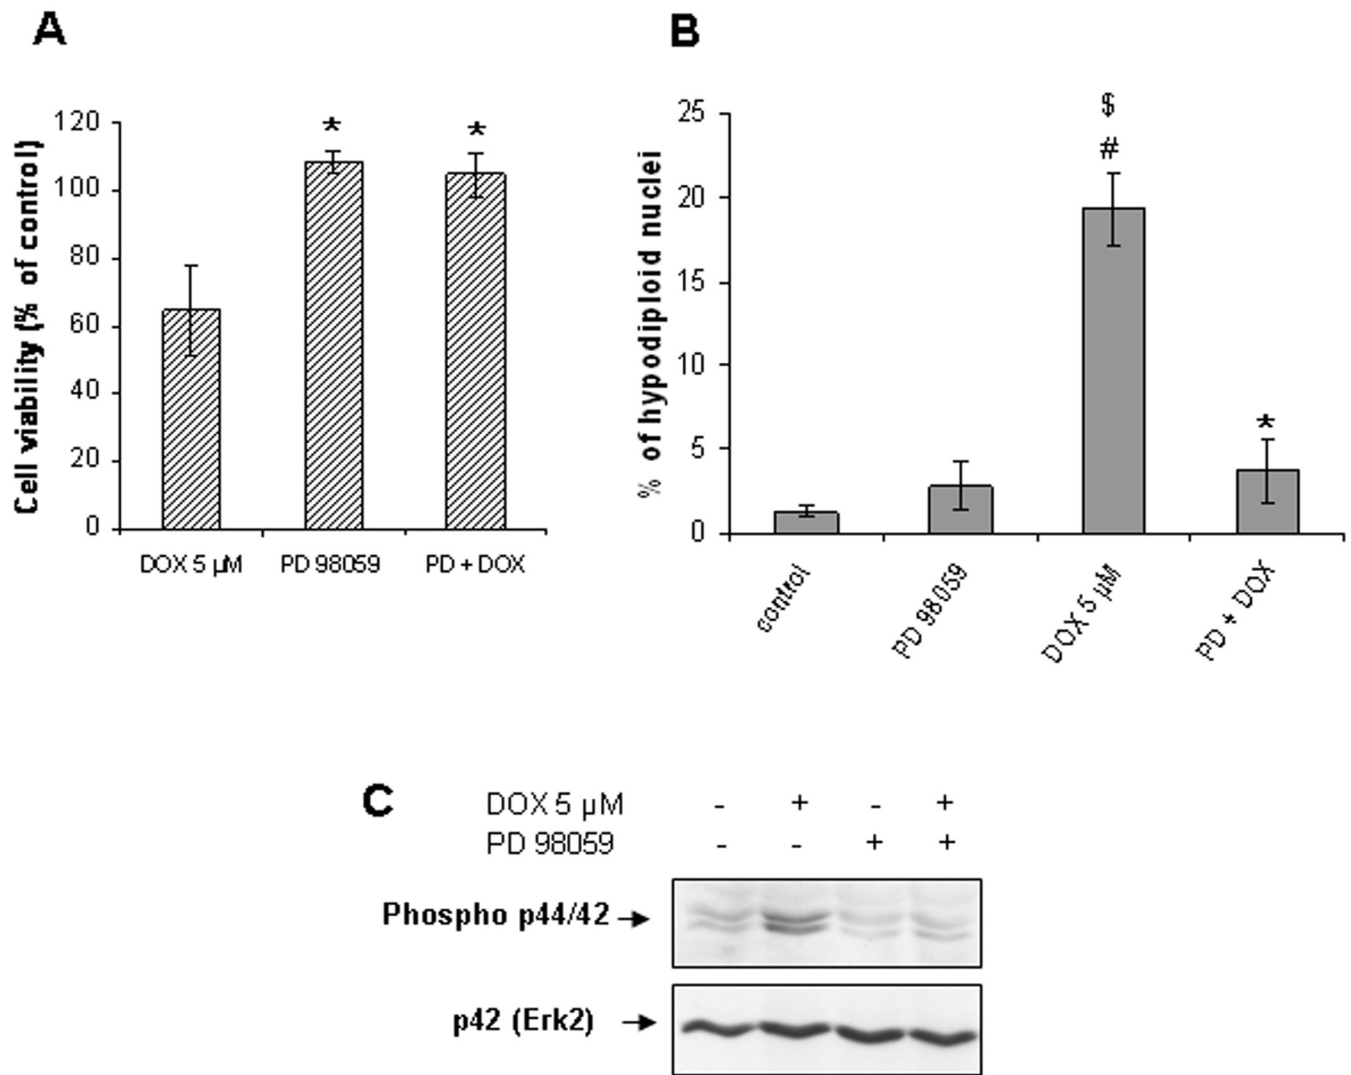 A
Cell viability (% of control)
120
100
80
60
40
20
0
*
*
DOX 5 µM
PD 98059
PD + DOX
B
% of hypodiploid nuclei
25
20
15
10
5
0
$
#
*
control
PD 98059
DOX 5 µM
PD + DOX
C
DOX 5 µM - + - +
PD 98059 - - + +
Phospho p44/42
p42 (Erk2)